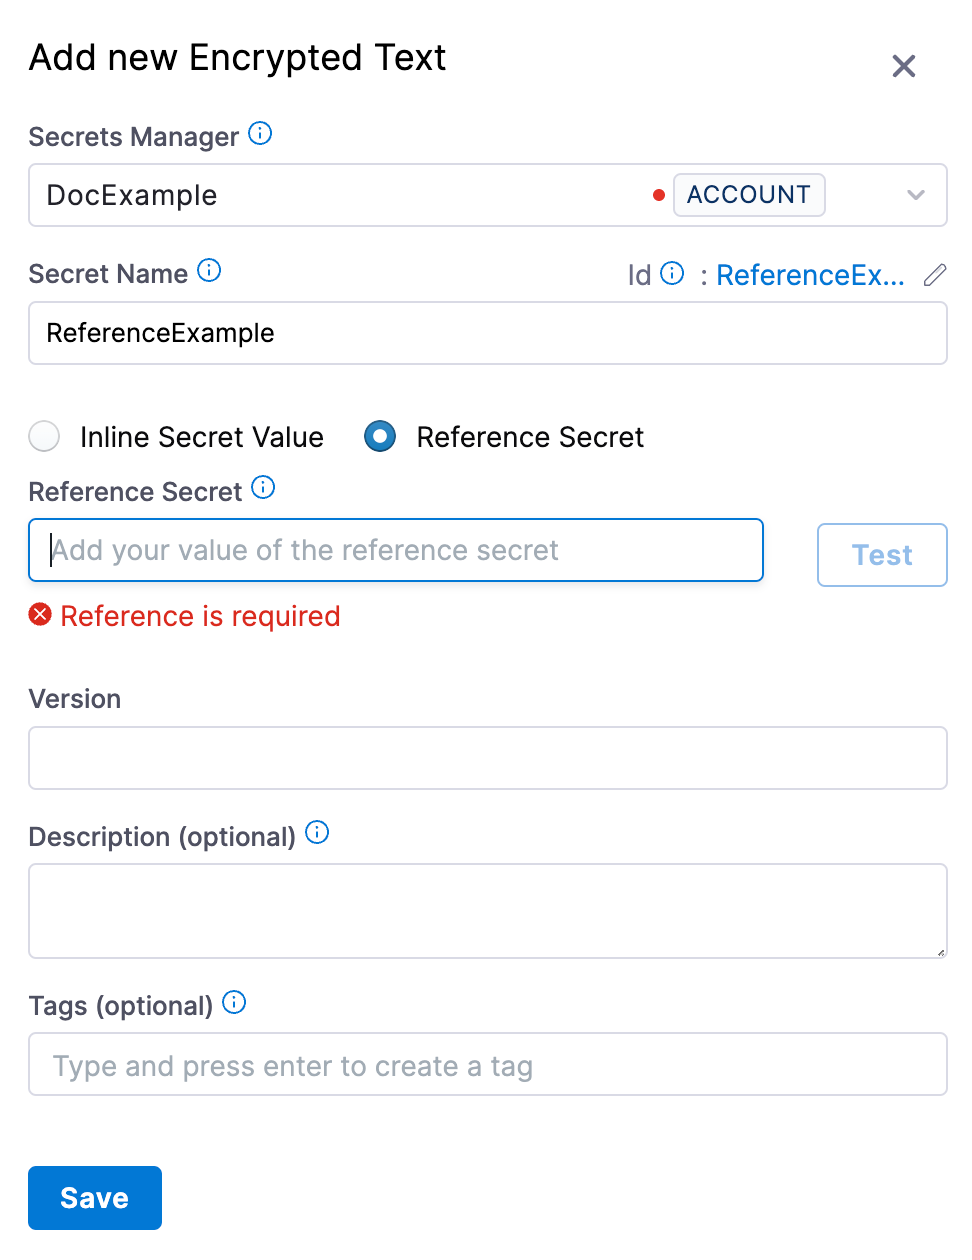 Add new Encrypted Text
Secrets Manager
DocExample ACCOUNT
Secret Name Id : ReferenceEx...
ReferenceExample
Inline Secret Value Reference Secret
Reference Secret
Add your value of the reference secret Test
Reference is required
Version
Description (optional)
Tags (optional)
Type and press enter to create a tag
Save